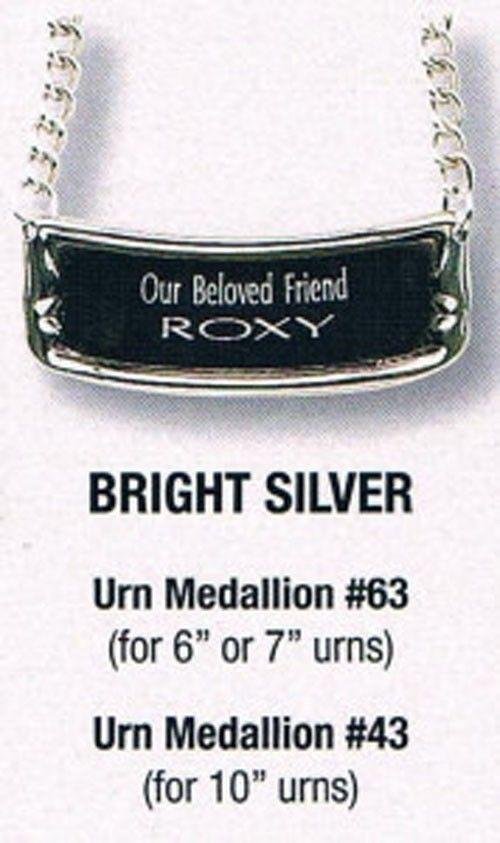 Our Beloved Friend
ROXY
BRIGHT SILVER
Urn Medallion #63
(for 6” or 7” urns)
Urn Medallion #43
(for 10” urns)